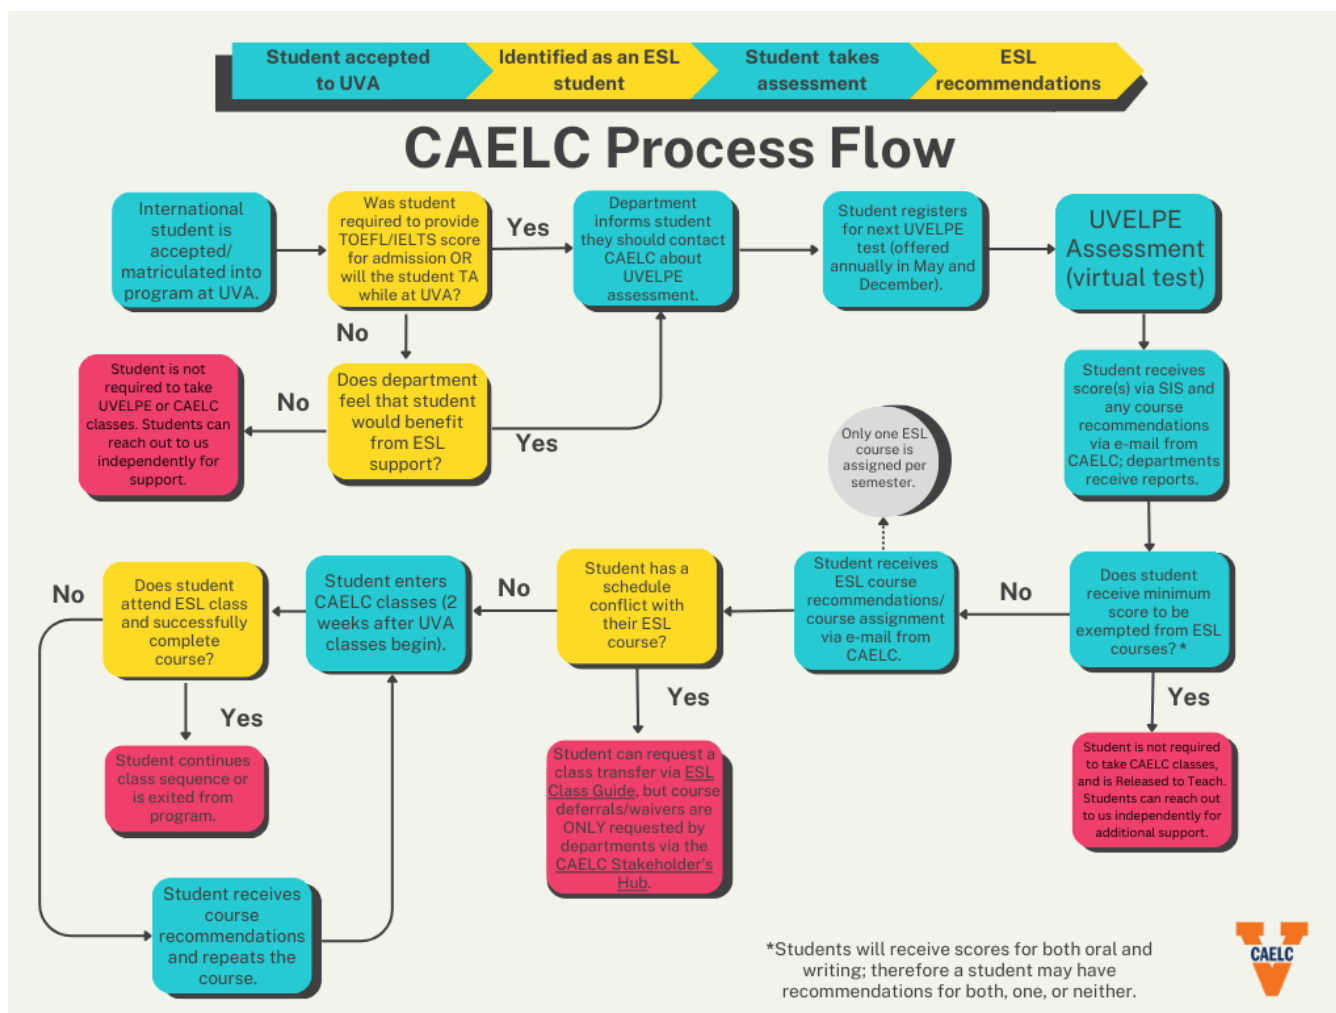 Student accepted
to UVA
Identified as an ESL
student
Student takes
assessment
ESL
recommendations
CAELC Process Flow
International
student is
accepted/
matriculated into
program at UVA.
Was student
required to provide
TOEFL/IELTS score
for admission OR
will the student TA
while at UVA?
Yes
Department
informs student
they should contact
CAELC about
UVELPE
assessment.
Student registers
for next UVELPE
test (offered
annually in May and
December).
UVELPE
Assessment
(virtual test)
No
Student is not
required to take
UVELPE or CAELC
classes. Students can
reach out to us
independently for
support.
No
Does department
feel that student
would benefit
from ESL
support?
Yes
Only one ESL
course is
assigned per
semester.
Student receives
score(s) via SIS and
any course
recommendations
via e-mail from
CAELC; departments
receive reports.
No
Does student
attend ESL class
and successfully
complete
course?
Student enters
CAELC classes (2
weeks after UVA
classes begin).
No
Student has a
schedule
conflict with
their ESL
course?
Student receives
ESL course
recommendations/
course assignment
via e-mail from
CAELC.
No
Does student
receive minimum
score to be
exempted from ESL
courses? *
Yes
Yes
Yes
Student continues
class sequence or
is exited from
program.
Student can request a
class transfer via ESL
Class Guide, but course
deferrals/waivers are
ONLY requested by
departments via the
CAELC Stakeholder's
Hub.
Student is not required
to take CAELC classes,
and is Released to Teach.
Students can reach out
to us independently for
additional support.
Student receives
course
recommendations
and repeats the
course.
*Students will receive scores for both oral and
writing; therefore a student may have
recommendations for both, one, or neither.
CAELC